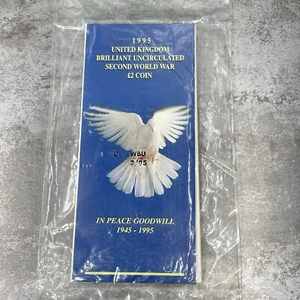 1995
UNITED KINGDOM
BRILLIANT UNCIRCULATED
SECOND WORLD WAR
£2 COIN
IN PEACE GOODWILL
1945 - 1995